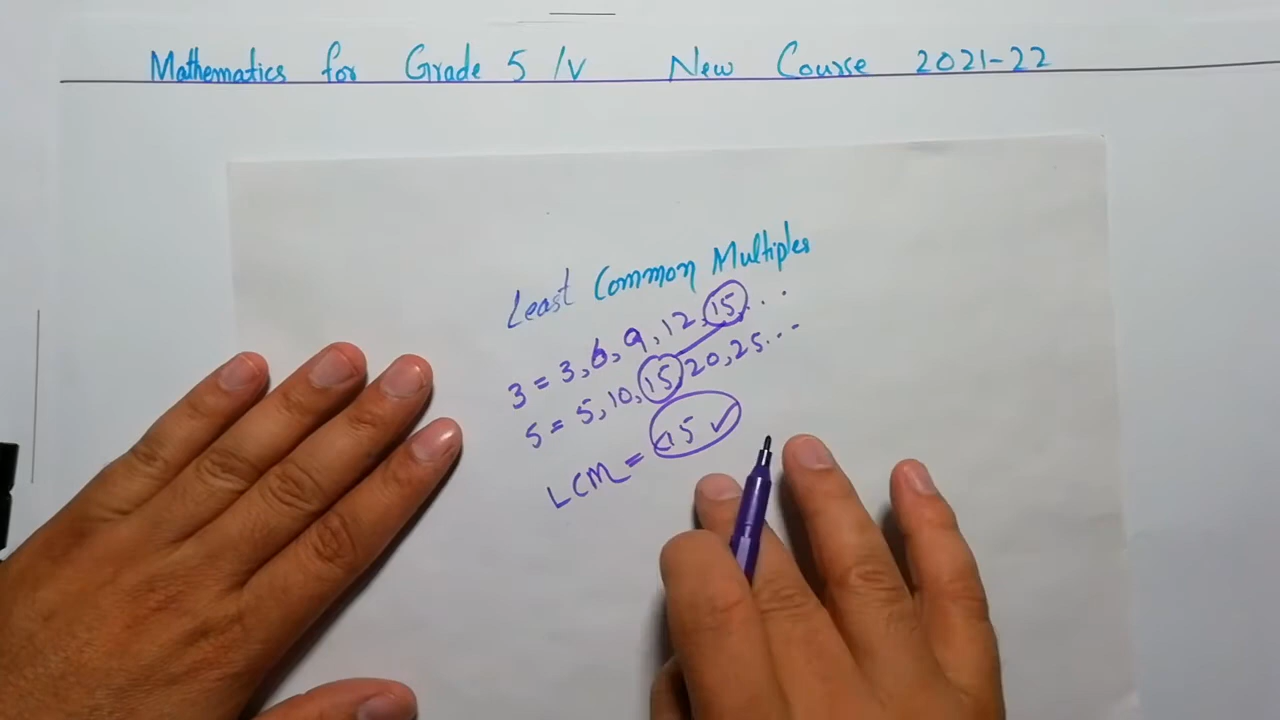 Mathematics for Grade 5 /V New Course 2021-22
Least Common Multiples
3 = 3, 6, 9, 12, 15, . . .
5 = 5, 10, 15, 20, 25...
LCM = 15 ✓